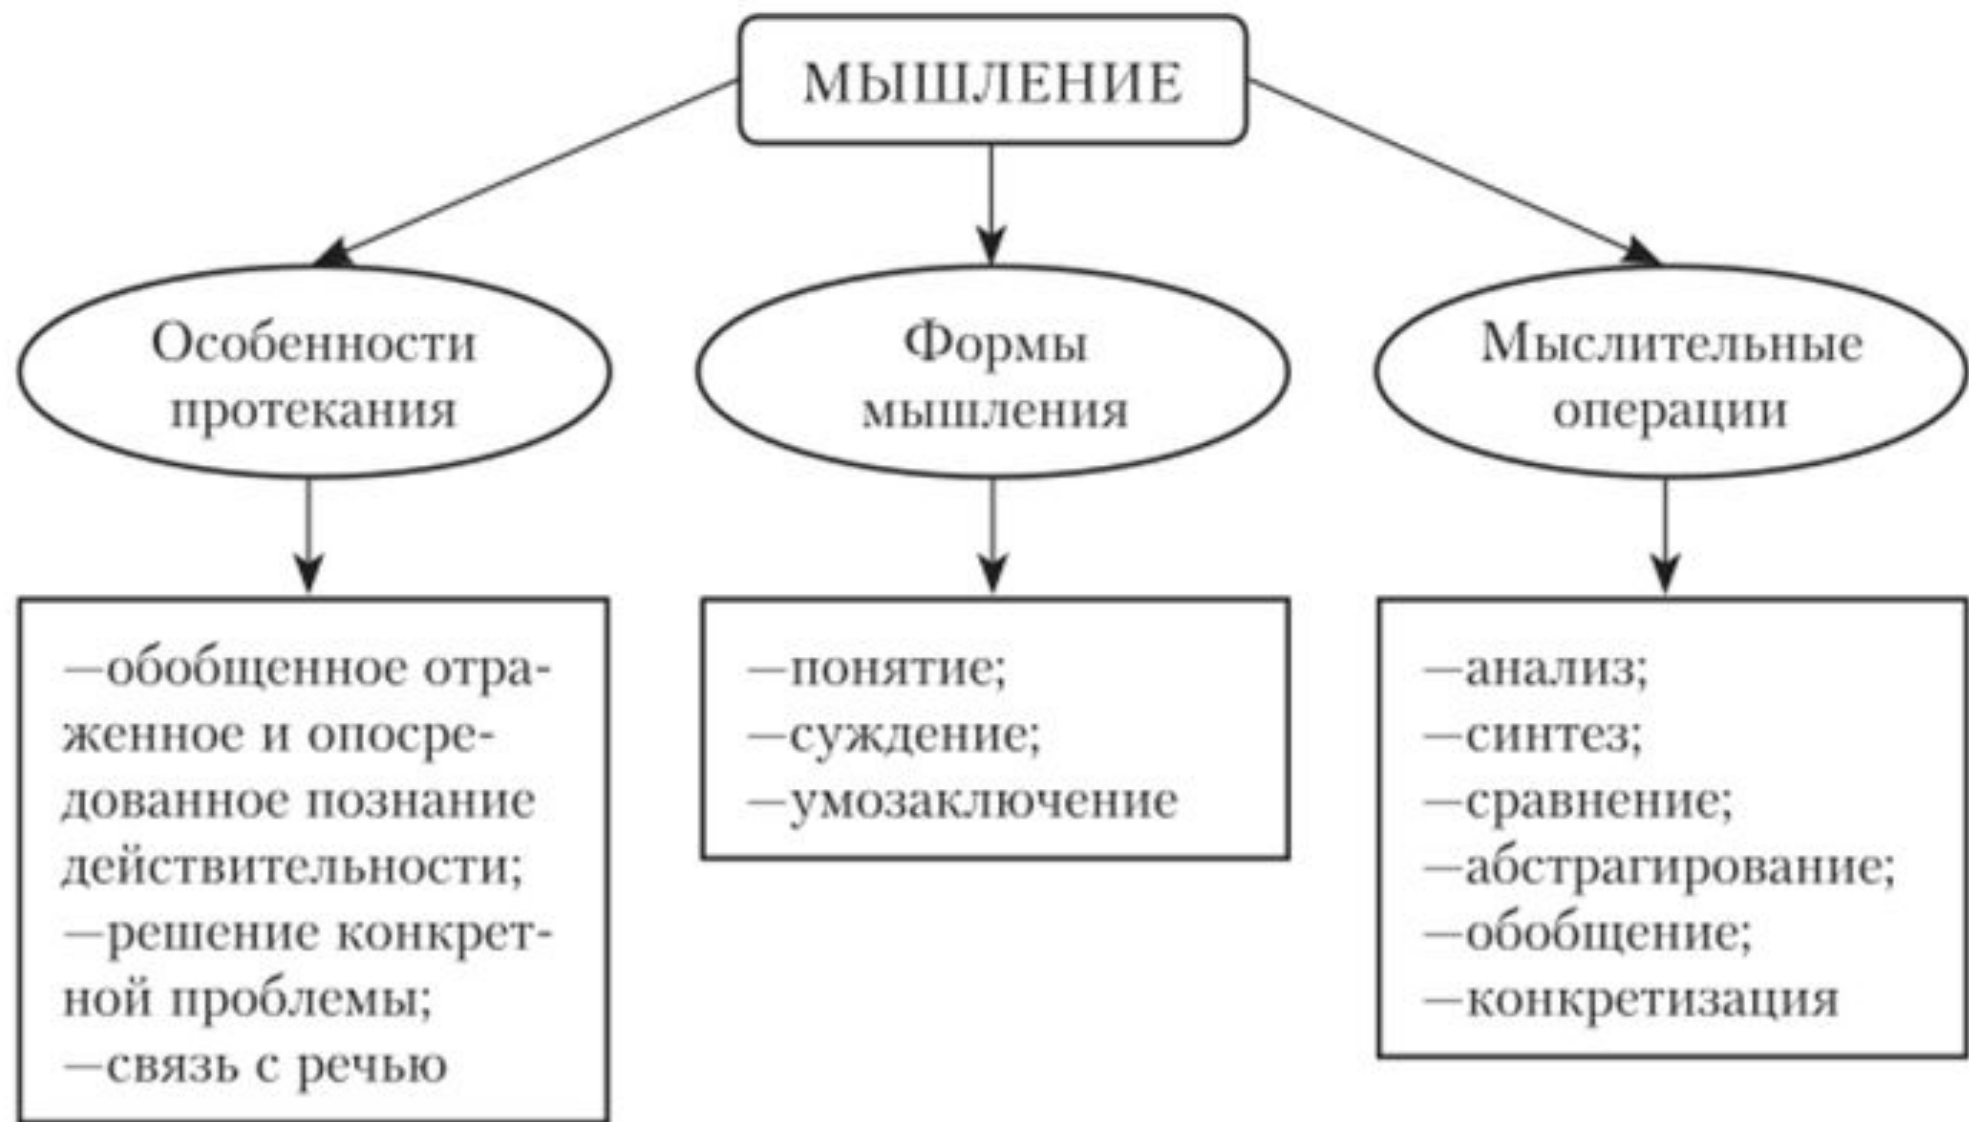 МЫШЛЕНИЕ
Особенности
протекания
Формы
мышления
Мыслительные
операции
—обобщенное отра-
женное и опосре-
дованное познание
действительности;
—решение конкрет-
ной проблемы;
—связь с речью
—понятие;
—суждение;
—умозаключение
—анализ;
—синтез;
—сравнение;
—абстрагирование;
—обобщение;
—конкретизация